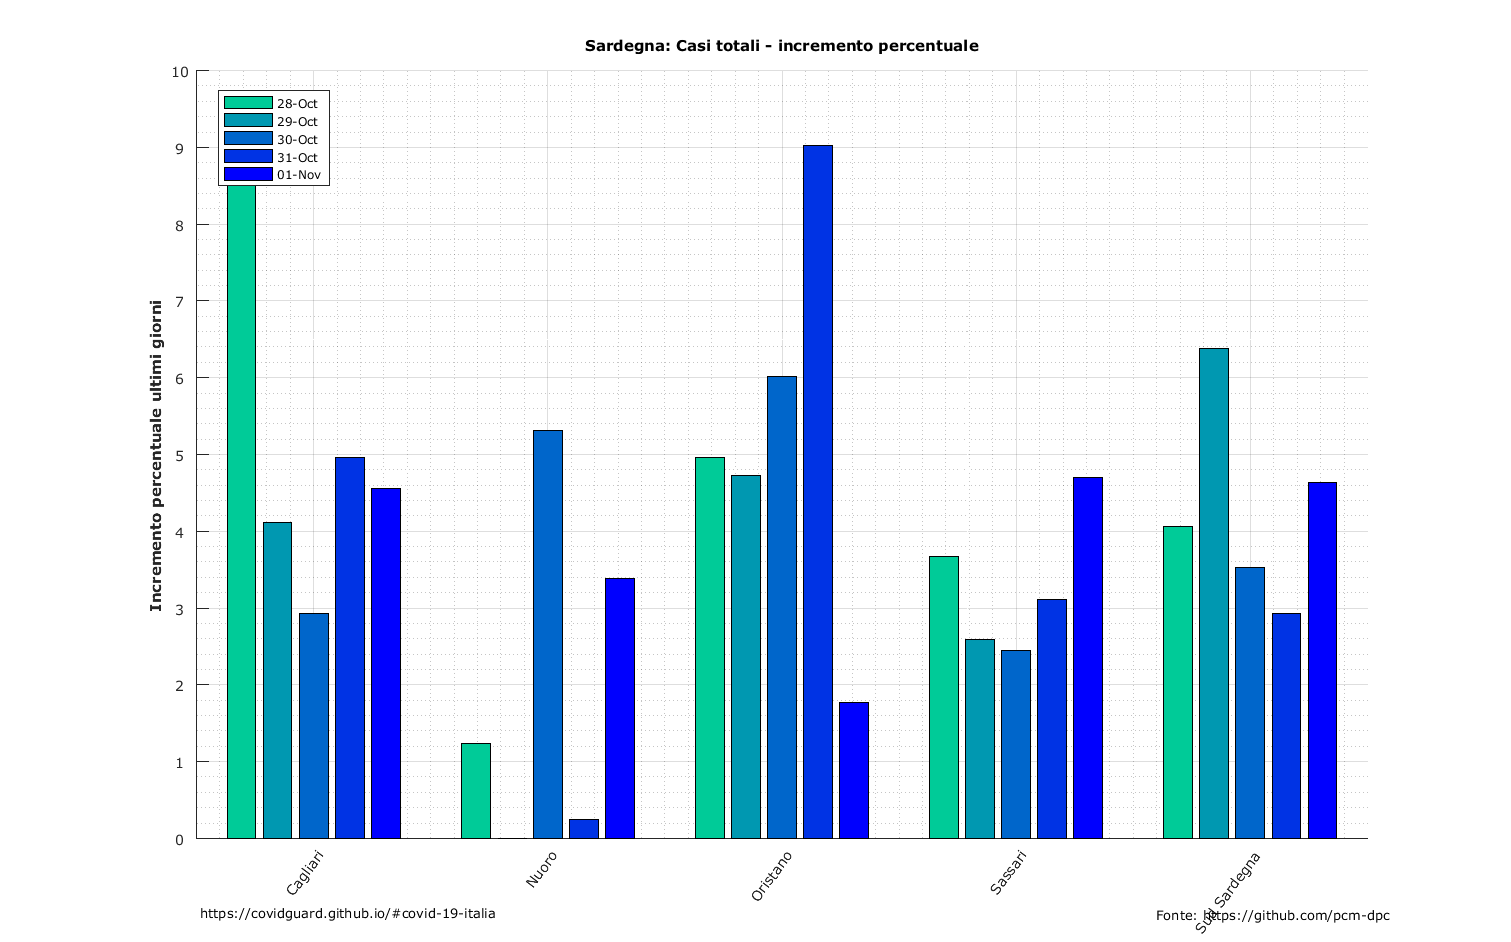 Sardegna: Casi totali - incremento percentuale
Incremento percentuale ultimi giorni
10
9
8
7
6
5
4
3
2
1
0
28-Oct
29-Oct
30-Oct
31-Oct
01-Nov
Cagliari
Nuoro
Oristano
Sassari
Sud Sardegna
https://covidguard.github.io/#covid-19-italia
Fonte: https://github.com/pcm-dpc